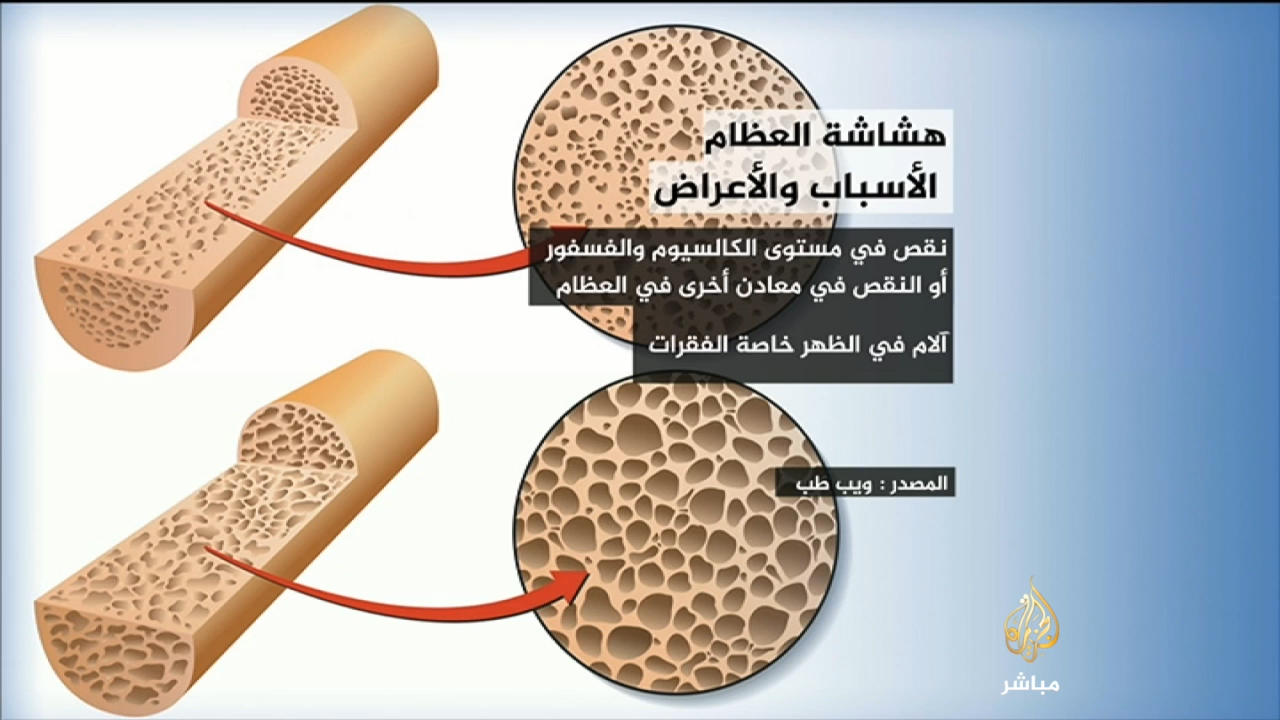 هشاشة العظام
الأسباب والأعراض
نقص في مستوى الكالسيوم والفسفور
أو النقص في معادن أخرى في العظام
آلام في الظهر خاصة الفقرات
المصدر : ويب طب
الجزيرة
مباشر